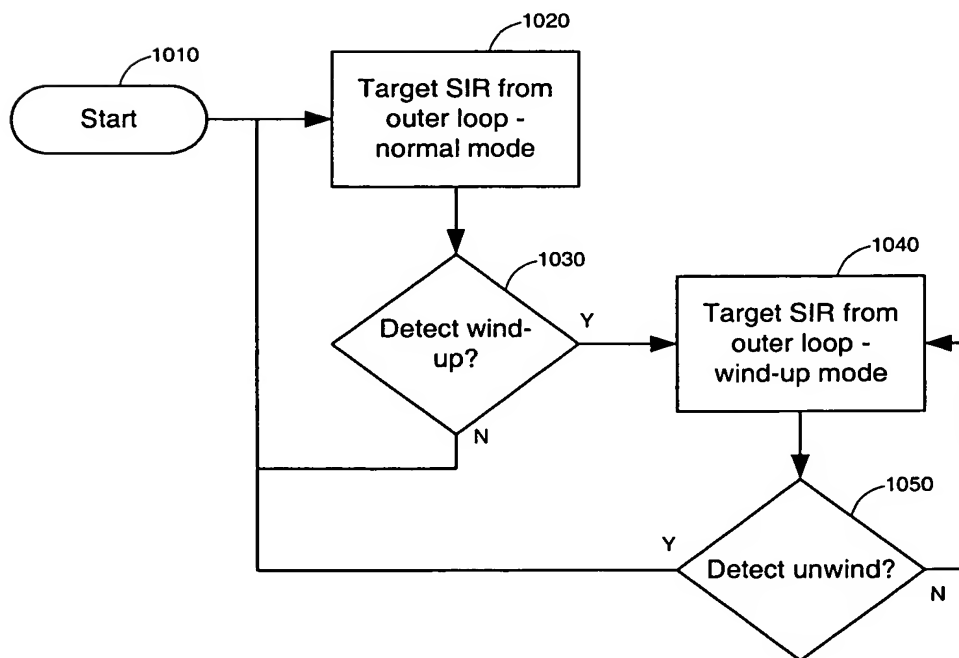 1010
Start
1020
Target SIR from
outer loop -
normal mode
1030
Detect wind-
up?
Y
N
1040
Target SIR from
outer loop -
wind-up mode
1050
Detect unwind?
Y
N